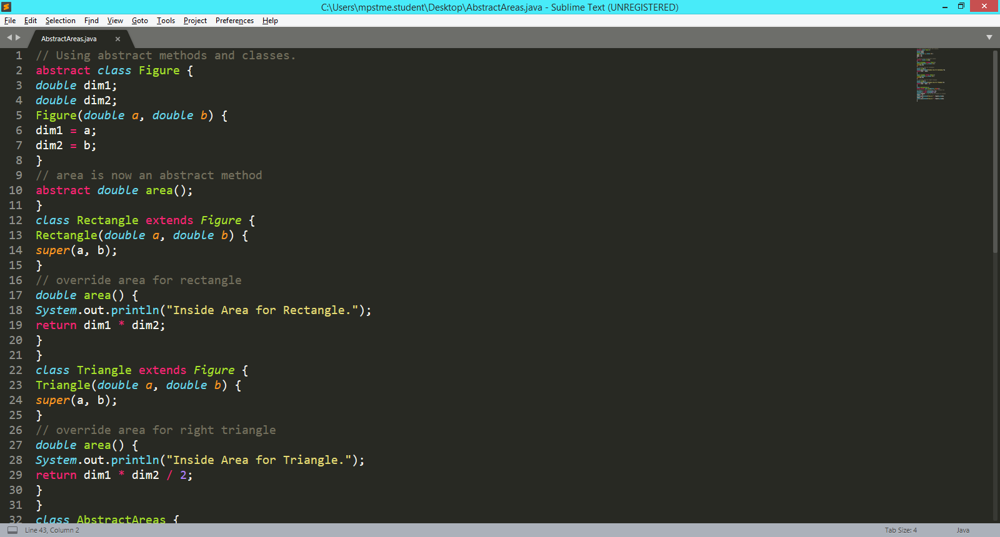 C:\Users\mpstme.student\Desktop\AbstractAreas.java - Sublime Text (UNREGISTERED)
File Edit Selection Find View Goto Tools Project Preferences Help
AbstractAreas.java ×
1 // Using abstract methods and classes.
2 abstract class Figure {
3 double dim1;
4 double dim2;
5 Figure(double a, double b) {
6 dim1 = a;
7 dim2 = b;
8 }
9 // area is now an abstract method
10 abstract double area();
11 }
12 class Rectangle extends Figure {
13 Rectangle(double a, double b) {
14 super(a, b);
15 }
16 // override area for rectangle
17 double area() {
18 System.out.println("Inside Area for Rectangle.");
19 return dim1 * dim2;
20 }
21 }
22 class Triangle extends Figure {
23 Triangle(double a, double b) {
24 super(a, b);
25 }
26 // override area for right triangle
27 double area() {
28 System.out.println("Inside Area for Triangle.");
29 return dim1 * dim2 / 2;
30 }
31 }
32 class AbstractAreas {
Line 43, Column 2 Tab Size: 4 Java